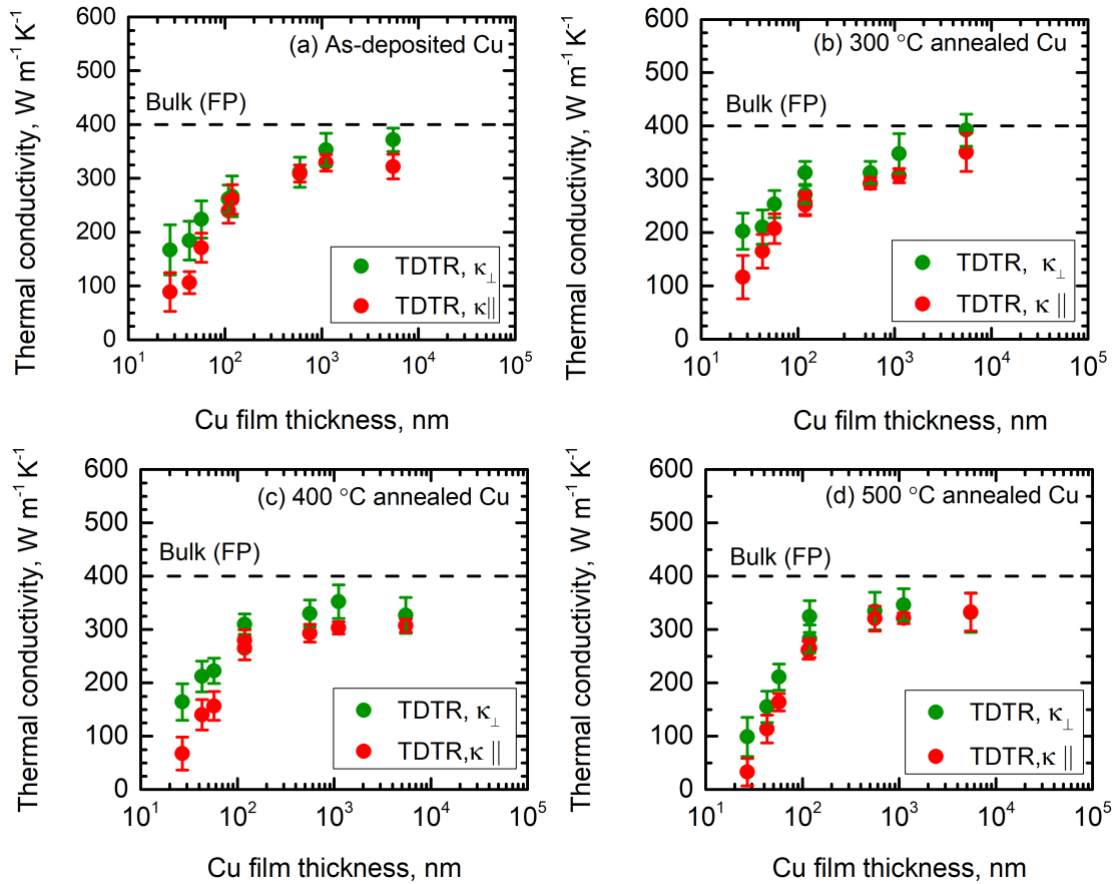 (a) As-deposited Cu
Thermal conductivity, W m⁻¹ K⁻¹
600
500
400
300
200
100
0
Bulk (FP)
TDTR, κ⊥
TDTR, κ||
10¹ 10² 10³ 10⁴ 10⁵
Cu film thickness, nm
(b) 300 °C annealed Cu
Thermal conductivity, W m⁻¹ K⁻¹
600
500
400
300
200
100
0
Bulk (FP)
TDTR, κ⊥
TDTR, κ ||
10¹ 10² 10³ 10⁴ 10⁵
Cu film thickness, nm
(c) 400 °C annealed Cu
Thermal conductivity, W m⁻¹ K⁻¹
600
500
400
300
200
100
0
Bulk (FP)
TDTR, κ⊥
TDTR,κ ||
10¹ 10² 10³ 10⁴ 10⁵
Cu film thickness, nm
(d) 500 °C annealed Cu
Thermal conductivity, W m⁻¹ K⁻¹
600
500
400
300
200
100
0
Bulk (FP)
TDTR, κ⊥
TDTR,κ ||
10¹ 10² 10³ 10⁴ 10⁵
Cu film thickness, nm